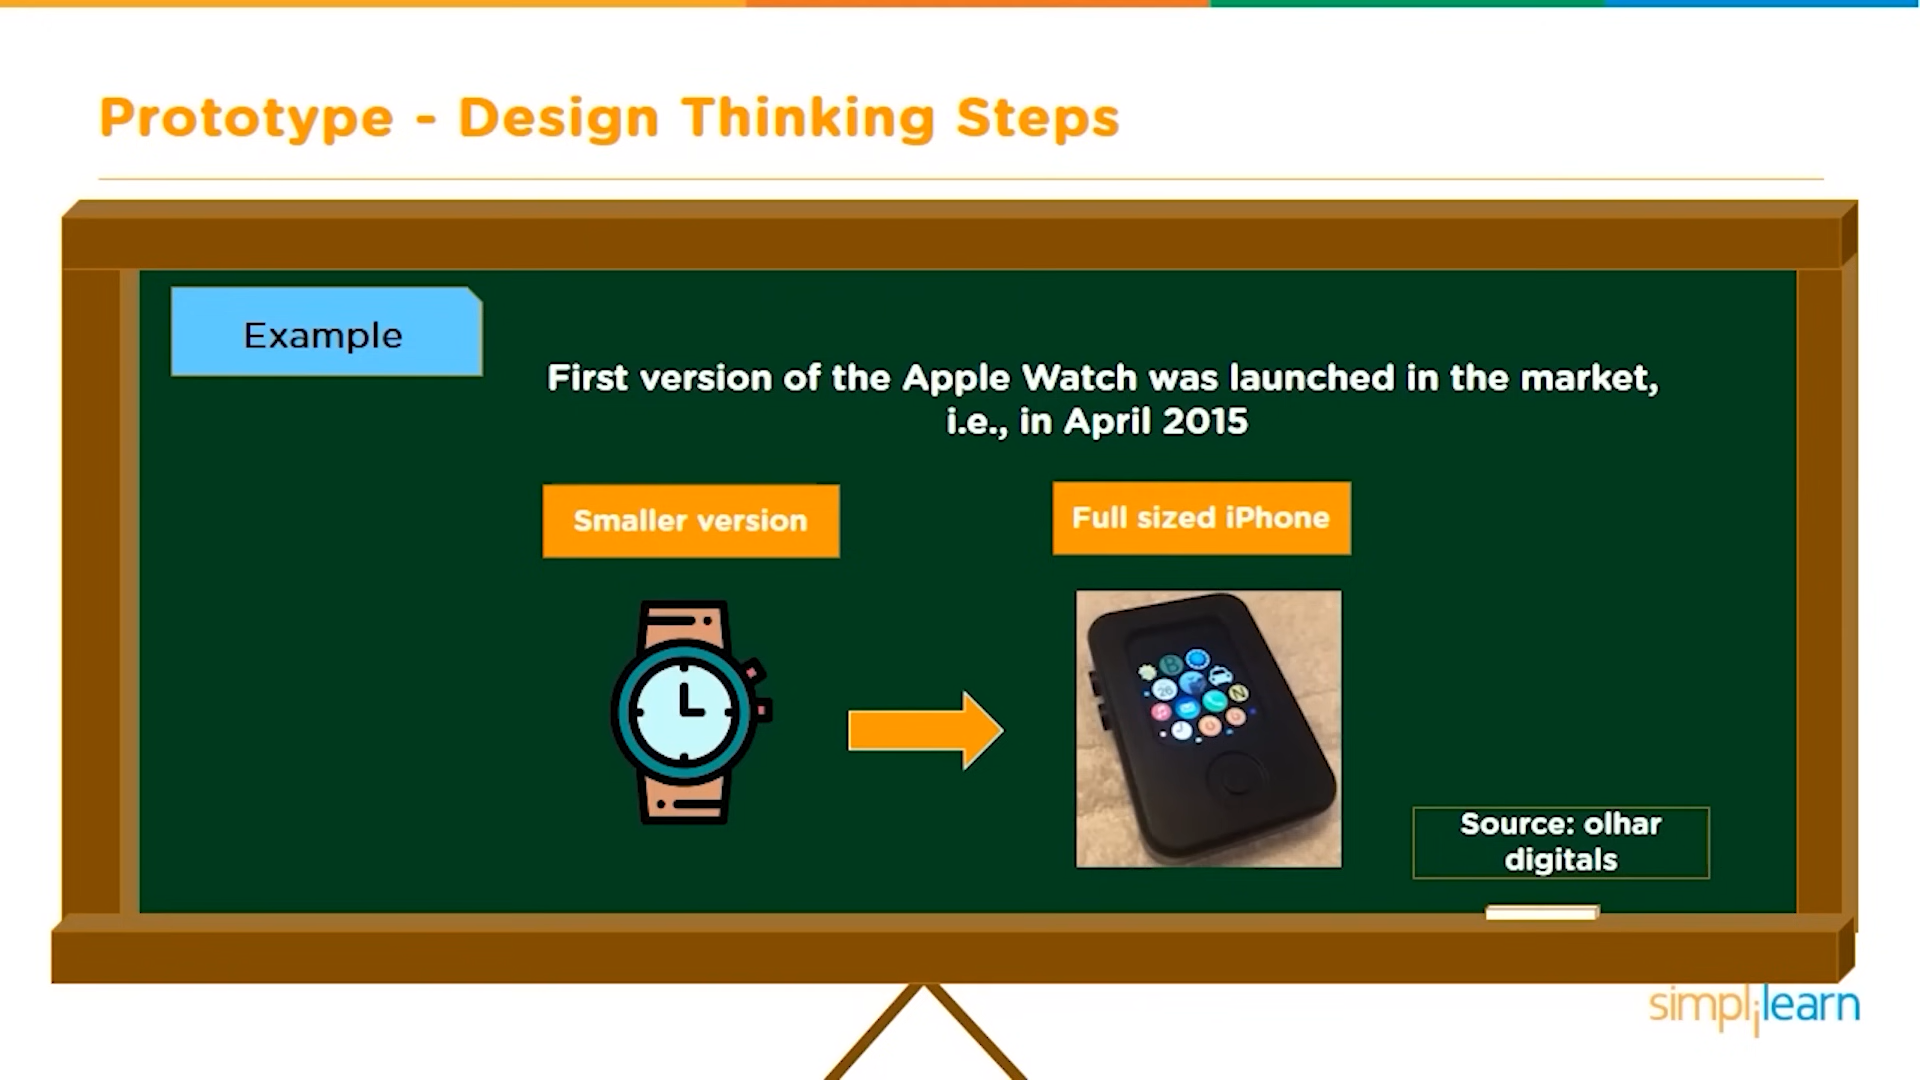 Prototype - Design Thinking Steps
Example
First version of the Apple Watch was launched in the market,
i.e., in April 2015
Smaller version
Full sized iPhone
B
26
N
Source: olhar
digitals
simplilearn